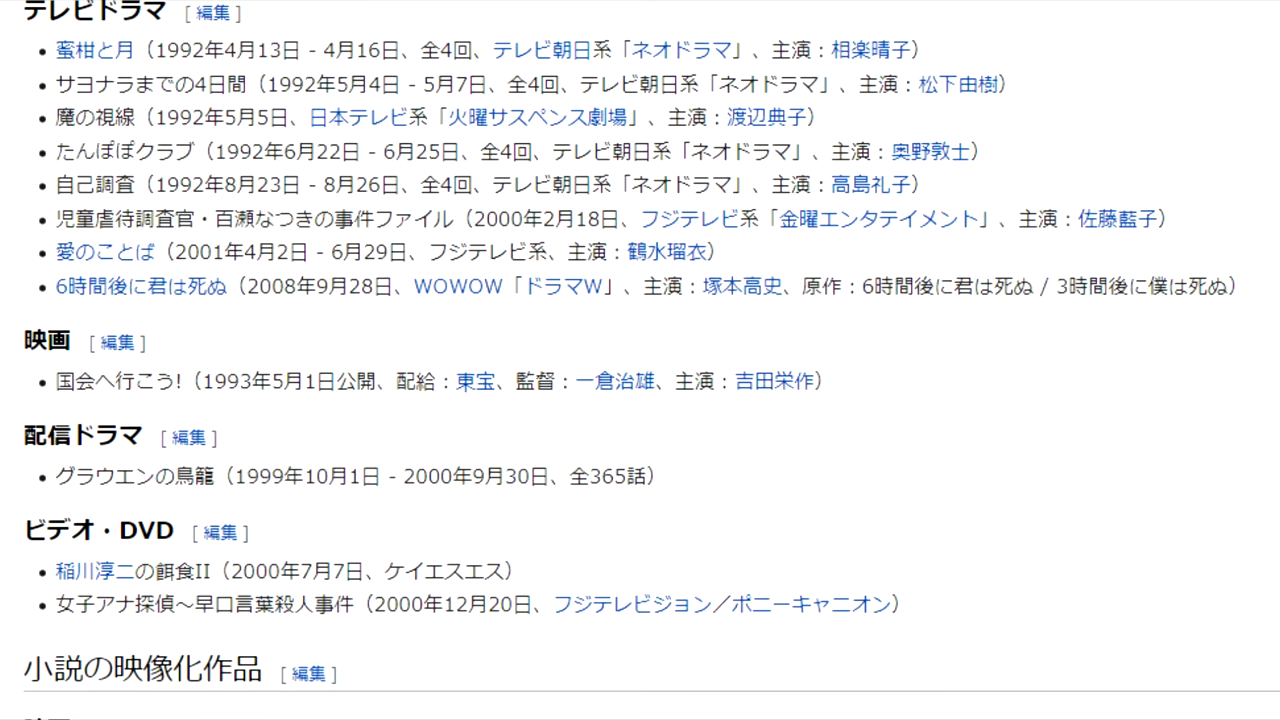 テレビドラマ [編集]
• 蜜柑と月（1992年4月13日 - 4月16日、全4回、テレビ朝日系「ネオドラマ」、主演：相楽晴子）
• サヨナラまでの4日間（1992年5月4日 - 5月7日、全4回、テレビ朝日系「ネオドラマ」、主演：松下由樹）
• 魔の視線（1992年5月5日、日本テレビ系「火曜サスペンス劇場」、主演：渡辺典子）
• たんぽぽクラブ（1992年6月22日 - 6月25日、全4回、テレビ朝日系「ネオドラマ」、主演：奥野敦士）
• 自己調査（1992年8月23日 - 8月26日、全4回、テレビ朝日系「ネオドラマ」、主演：高島礼子）
• 児童虐待調査官・百瀬なつきの事件ファイル（2000年2月18日、フジテレビ系「金曜エンタテイメント」、主演：佐藤藍子）
• 愛のことば（2001年4月2日 - 6月29日、フジテレビ系、主演：鶴水瑠衣）
• 6時間後に君は死ぬ（2008年9月28日、WOWOW「ドラマW」、主演：塚本高史、原作：6時間後に君は死ぬ / 3時間後に僕は死ぬ）
映画 [編集]
• 国会へ行こう!（1993年5月1日公開、配給：東宝、監督：一倉治雄、主演：吉田栄作）
配信ドラマ [編集]
• グラウエンの鳥籠（1999年10月1日 - 2000年9月30日、全365話）
ビデオ・DVD [編集]
• 稲川淳二の餌食II（2000年7月7日、ケイエスエス）
• 女子アナ探偵～早口言葉殺人事件（2000年12月20日、フジテレビジョン／ポニーキャニオン）
小説の映像化作品 [編集]